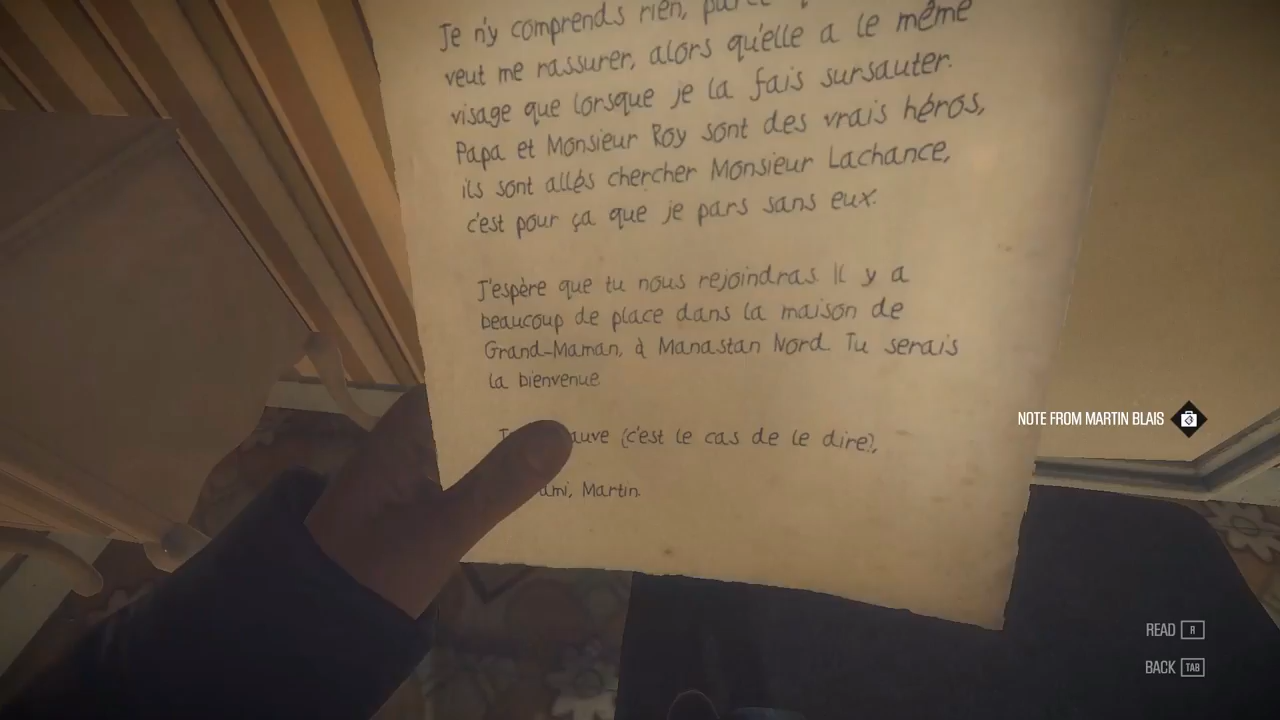 Je n'y comprends rien,
veut me rassurer, alors qu'elle a le même
visage que lorsque je la fais sursauter.
Papa et Monsieur Roy sont des vrais héros,
ils sont allés chercher Monsieur Lachance,
c'est pour ça que je pars sans eux.
J'espère que tu nous rejoindras Il y a
beaucoup de place dans la maison de
Grand-Maman, à Manastan Nord. Tu serais
la bienvenue
(c'est le cas de le dire),
Martin.
NOTE FROM MARTIN BLAIS
READ R
BACK TAB